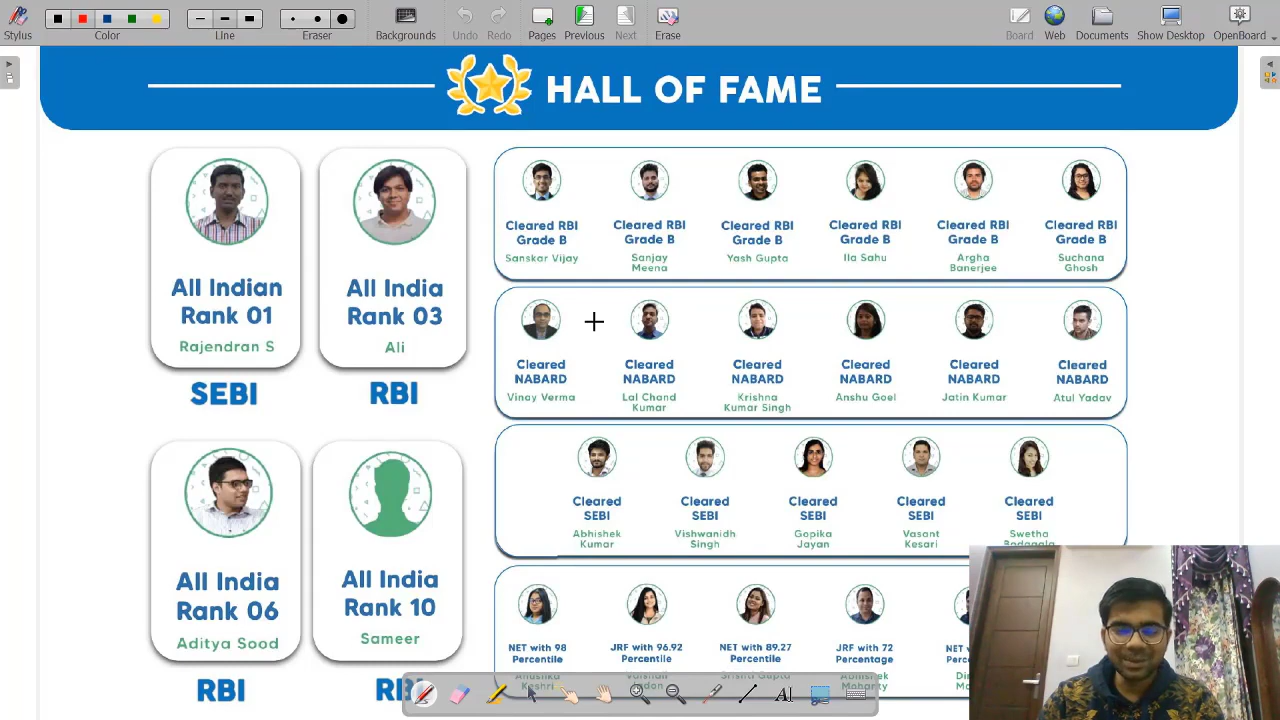 Stylus
Color
Line
Eraser
Backgrounds
Undo
Redo
Pages
Previous
Next
Erase
Board
Web
Documents
Show Desktop
OpenBoard
HALL OF FAME
All Indian
Rank 01
Rajendran S
SEBI
All India
Rank 03
Ali
RBI
All India
Rank 06
Aditya Sood
RBI
All India
Rank 10
Sameer
Cleared RBI
Grade B
Sanskar Vijay
Cleared RBI
Grade B
Sanjay
Meena
Cleared RBI
Grade B
Yash Gupta
Cleared RBI
Grade B
Ila Sahu
Cleared RBI
Grade B
Argha
Banerjee
Cleared RBI
Grade B
Suchana
Ghosh
Cleared
NABARD
Vinay Verma
Cleared
NABARD
Lal Chand
Kumar
Cleared
NABARD
Krishna
Kumar Singh
Cleared
NABARD
Anshu Goel
Cleared
NABARD
Jatin Kumar
Cleared
NABARD
Atul Yadav
Cleared
SEBI
Abhishek
Kumar
Cleared
SEBI
Vishwanidh
Singh
Cleared
SEBI
Gopika
Jayan
Cleared
SEBI
Vasant
Kesari
Cleared
SEBI
Swetha
NET with 98
Percentile
JRF with 96.92
Percentile
NET with 89.27
Percentile
JRF with 72
Percentage
Abhishek
Mohanty